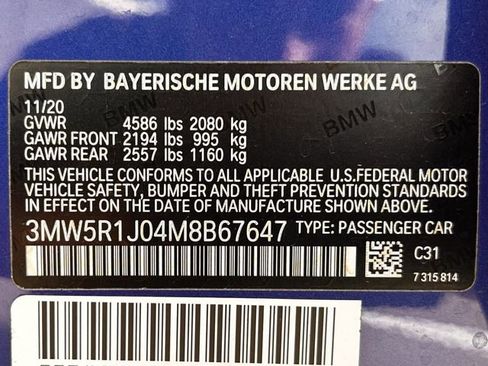 MFD BY BAYERISCHE MOTOREN WERKE AG
11/20
GVWR 4586 lbs 2080 kg
GAWR FRONT 2194 lbs 995 kg
GAWR REAR 2557 lbs 1160 kg
THIS VEHICLE CONFORMS TO ALL APPLICABLE U.S.FEDERAL MOTOR
VEHICLE SAFETY, BUMPER AND THEFT PREVENTION STANDARDS
IN EFFECT ON THE DATE OF MANUFACTURE SHOWN ABOVE.
3MW5R1J04M8B67647 TYPE: PASSENGER CAR
C31
7 315 814
BMW